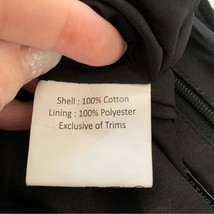 Shell : 100% Cotton
Lining : 100% Polyester
Exclusive of Trims